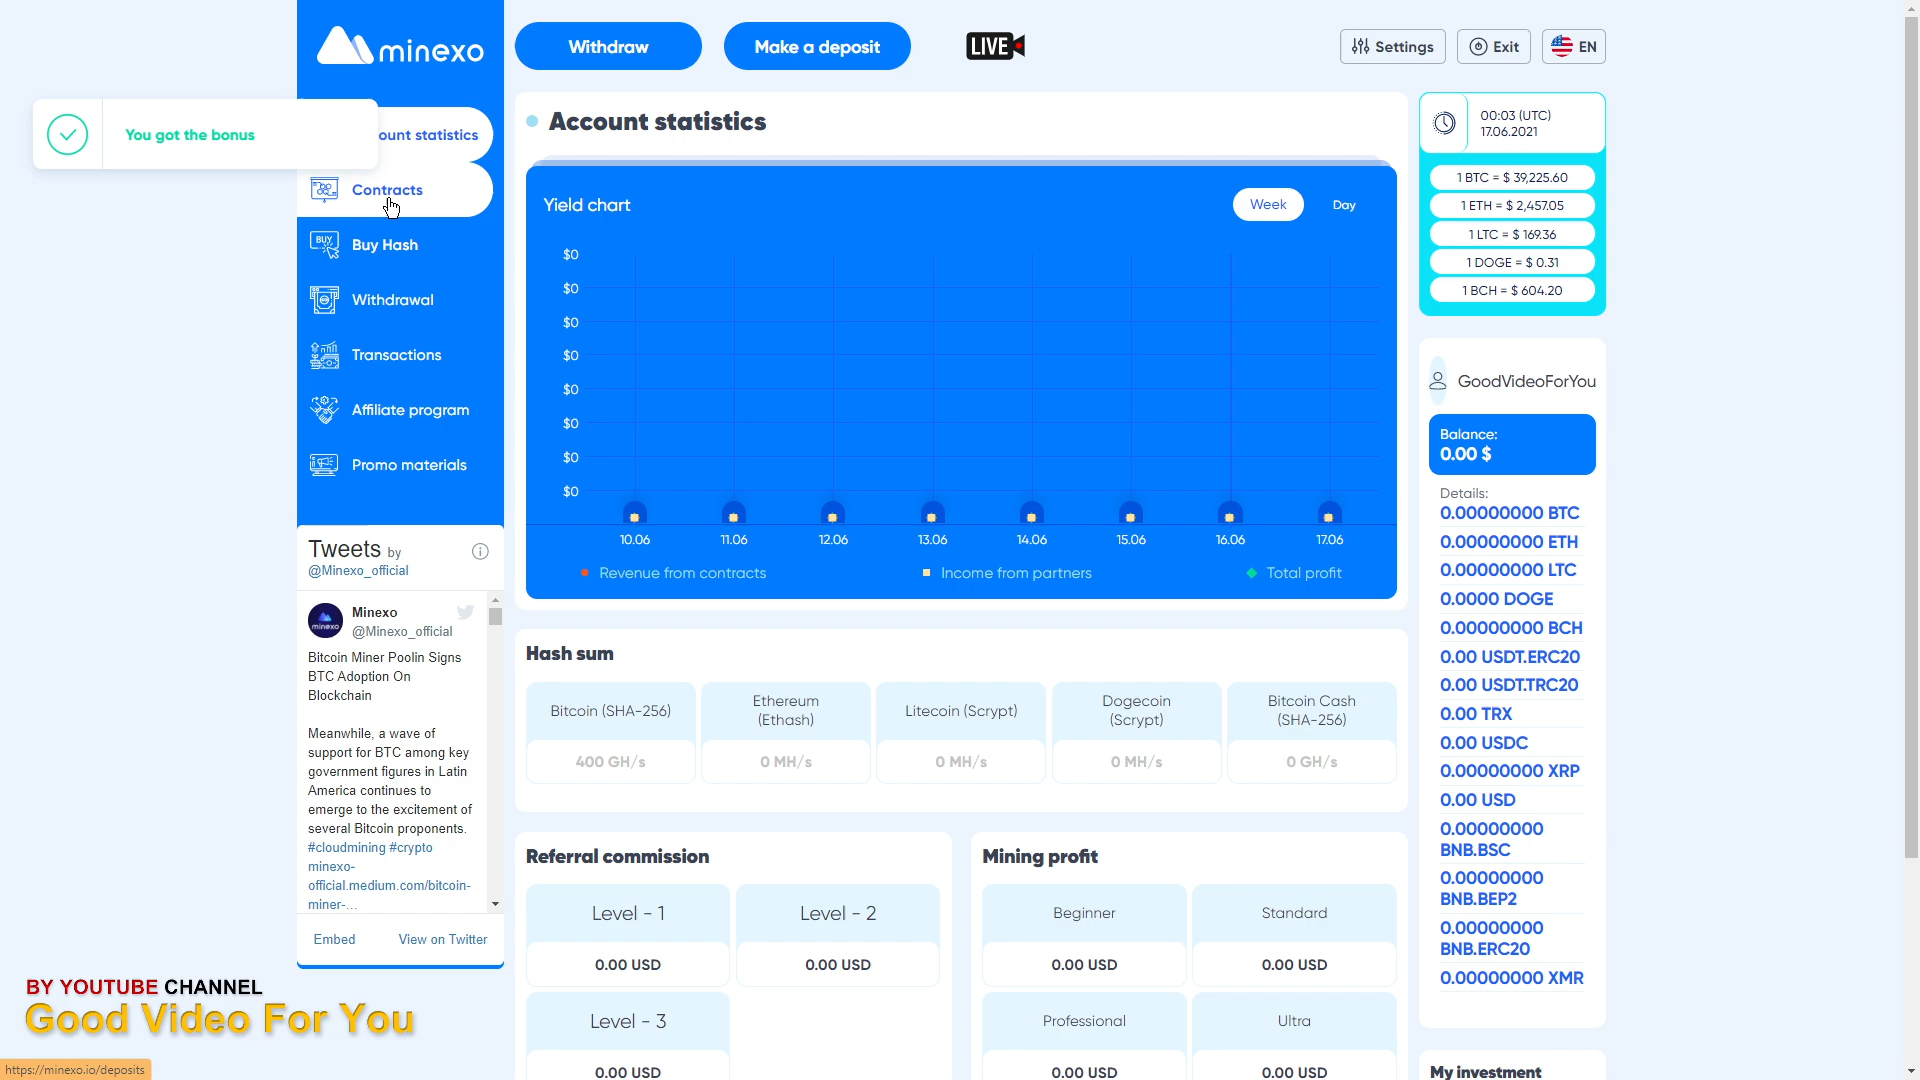 minexo
Withdraw
Make a deposit
LIVE
Settings
Exit
EN
You got the bonus
ount statistics
Contracts
Buy Hash
Withdrawal
Transactions
Affiliate program
Promo materials
Tweets by
@Minexo_official
minexo
Minexo
@Minexo_official
Bitcoin Miner Poolin Signs
BTC Adoption On
Blockchain
Meanwhile, a wave of
support for BTC among key
government figures in Latin
America continues to
emerge to the excitement of
several Bitcoin proponents.
#cloudmining #crypto
minexo-
official.medium.com/bitcoin-
miner-...
Embed
View on Twitter
Account statistics
Yield chart
Week
Day
$0
$0
$0
$0
$0
$0
$0
$0
10.06
11.06
12.06
13.06
14.06
15.06
16.06
17.06
Revenue from contracts
Income from partners
Total profit
Hash sum
Bitcoin (SHA-256)
400 GH/s
Ethereum
(Ethash)
0 MH/s
Litecoin (Scrypt)
0 MH/s
Dogecoin
(Scrypt)
0 MH/s
Bitcoin Cash
(SHA-256)
0 GH/s
Referral commission
Level - 1
0.00 USD
Level - 2
0.00 USD
Level - 3
0.00 USD
Mining profit
Beginner
0.00 USD
Standard
0.00 USD
Professional
0.00 USD
Ultra
0.00 USD
00:03 (UTC)
17.06.2021
1 BTC = $ 39,225.60
1 ETH = $ 2,457.05
1 LTC = $ 169.36
1 DOGE = $ 0.31
1 BCH = $ 604.20
GoodVideoForYou
Balance:
0.00 $
Details:
0.00000000 BTC
0.00000000 ETH
0.00000000 LTC
0.0000 DOGE
0.00000000 BCH
0.00 USDT.ERC20
0.00 USDT.TRC20
0.00 TRX
0.00 USDC
0.00000000 XRP
0.00 USD
0.00000000
BNB.BSC
0.00000000
BNB.BEP2
0.00000000
BNB.ERC20
0.00000000 XMR
My investment
BY YOUTUBE CHANNEL
Good Video For You
https://minexo.io/deposits